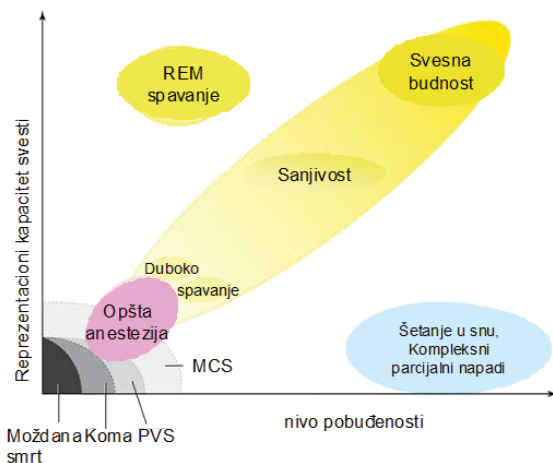 Reprezentacioni kapacitet svesti
REM
spavanje
Svesna
budnost
Sanjivost
Duboko
spavanje
Opšta
anestezija
MCS
Šetanje u snu,
Kompleksni
parcijalni napadi
Moždana
smrt
Koma
PVS
nivo pobuđenosti